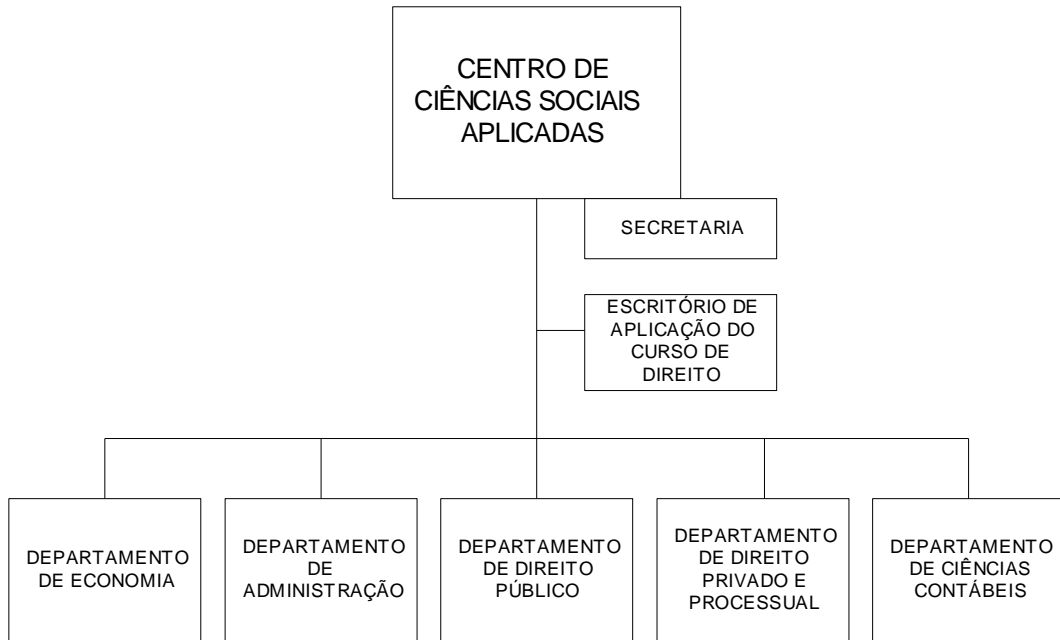 CENTRO DE
CIÊNCIAS SOCIAIS
APLICADAS
SECRETARIA
ESCRITÓRIO DE
APLICAÇÃO DO
CURSO DE
DIREITO
DEPARTAMENTO
DE ECONOMIA
DEPARTAMENTO
DE
ADMINISTRAÇÃO
DEPARTAMENTO
DE DIREITO
PÚBLICO
DEPARTAMENTO
DE DIREITO
PRIVADO E
PROCESSUAL
DEPARTAMENTO
DE CIÊNCIAS
CONTÁBEIS